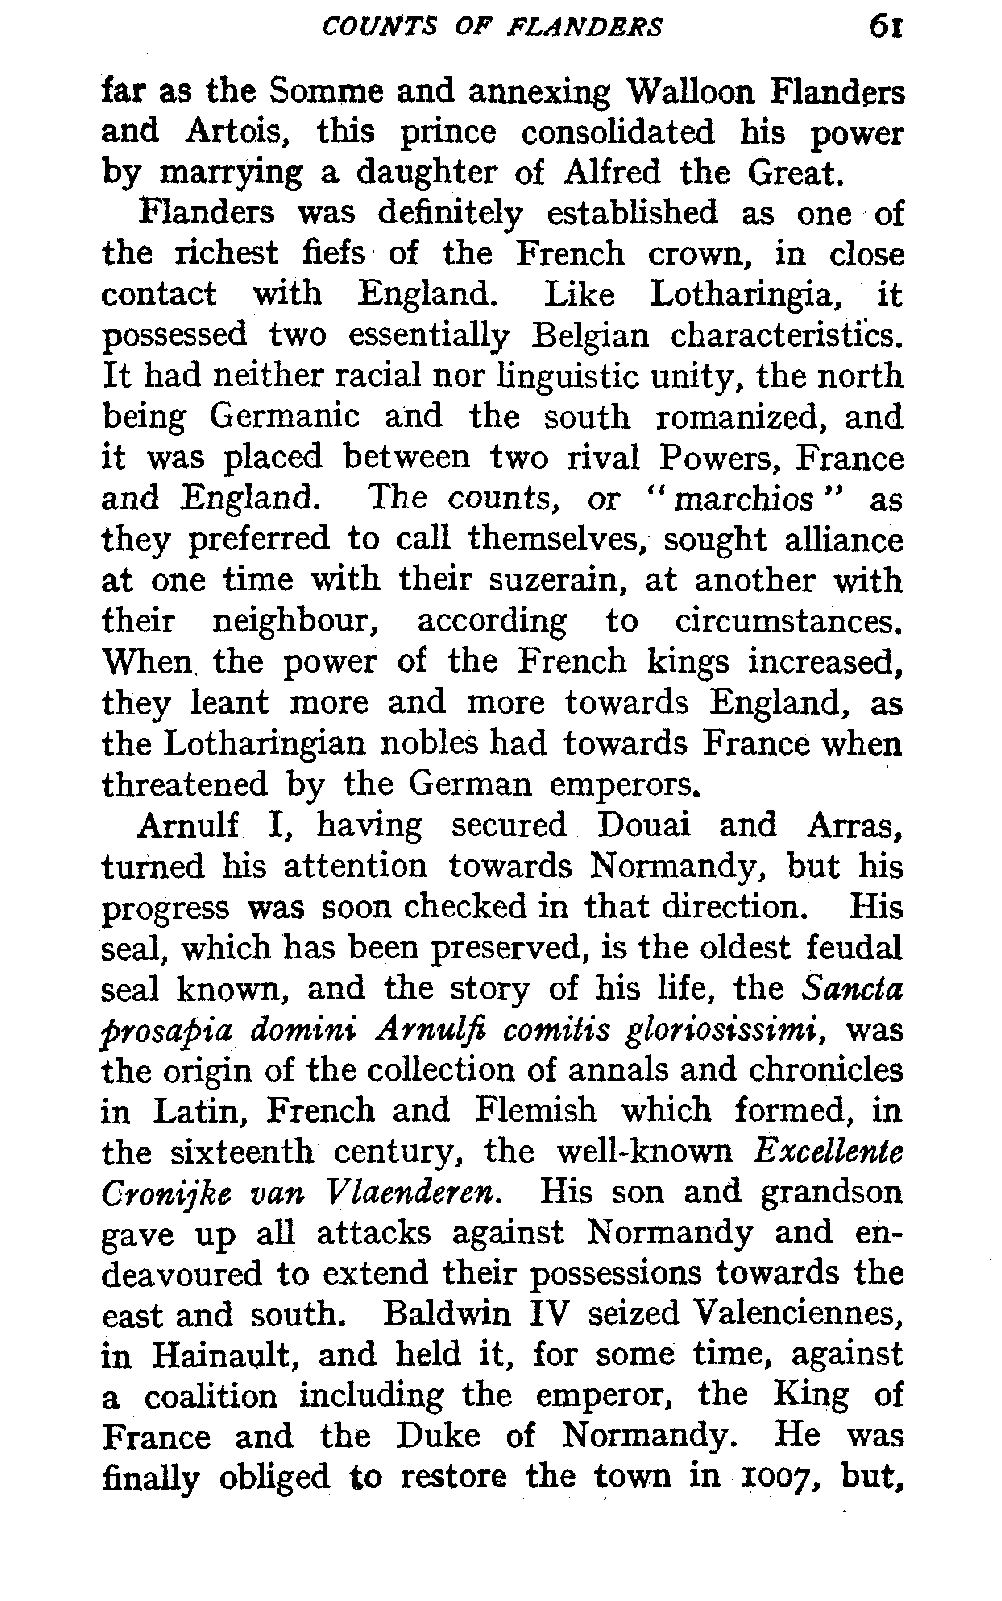 COUNTS OF FLANDERS 61
far as the Somme and annexing Walloon Flanders
and Artois, this prince consolidated his power
by marrying a daughter of Alfred the Great.
Flanders was definitely established as one of
the richest fiefs of the French crown, in close
contact with England. Like Lotharingia, it
possessed two essentially Belgian characteristics.
It had neither racial nor linguistic unity, the north
being Germanic and the south romanized, and
it was placed between two rival Powers, France
and England. The counts, or “marchios” as
they preferred to call themselves, sought alliance
at one time with their suzerain, at another with
their neighbour, according to circumstances.
When the power of the French kings increased,
they leant more and more towards England, as
the Lotharingian nobles had towards France when
threatened by the German emperors.
Arnulf I, having secured Douai and Arras,
turned his attention towards Normandy, but his
progress was soon checked in that direction. His
seal, which has been preserved, is the oldest feudal
seal known, and the story of his life, the Sancta
prosapia domini Arnulfi comitis gloriosissimi, was
the origin of the collection of annals and chronicles
in Latin, French and Flemish which formed, in
the sixteenth century, the well-known Excellente
Cronijke van Vlaenderen. His son and grandson
gave up all attacks against Normandy and en-
deavoured to extend their possessions towards the
east and south. Baldwin IV seized Valenciennes,
in Hainault, and held it, for some time, against
a coalition including the emperor, the King of
France and the Duke of Normandy. He was
finally obliged to restore the town in 1007, but,